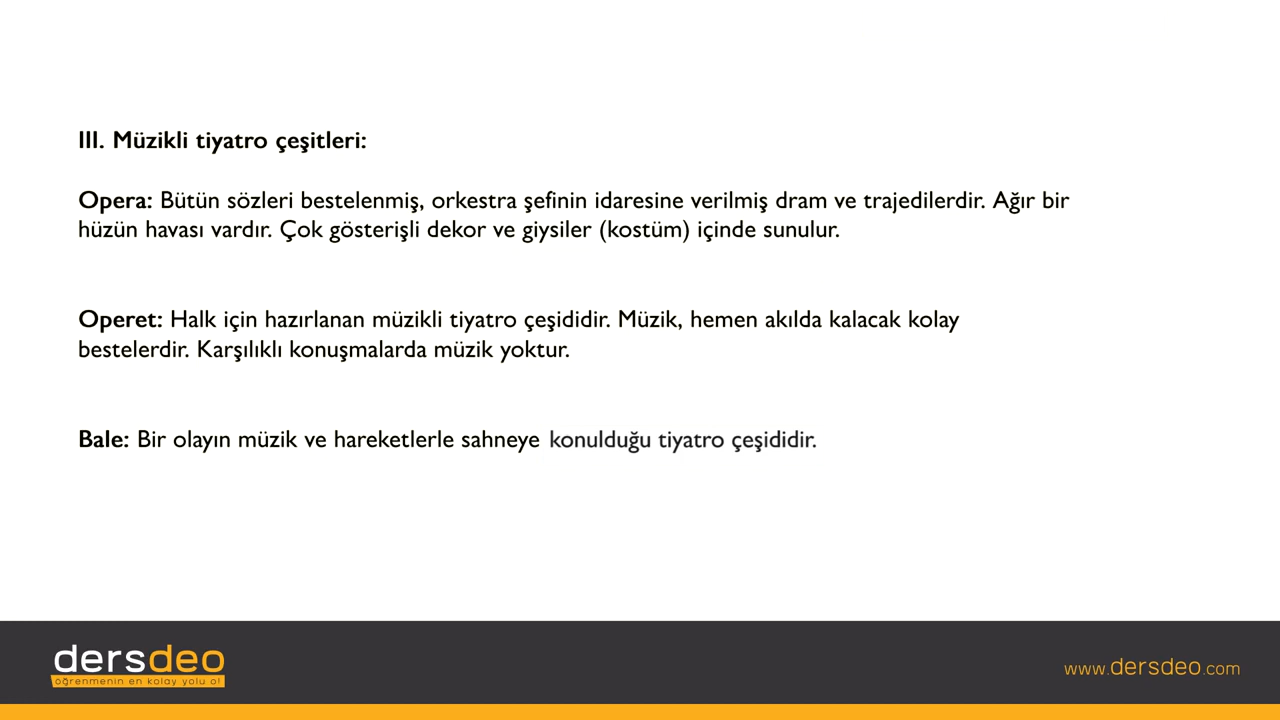 III. Müzikli tiyatro çeşitleri:
Opera: Bütün sözleri bestelenmiş, orkestra şefinin idaresine verilmiş dram ve trajedilerdir. Ağır bir
hüzün havası vardır. Çok gösterişli dekor ve giysiler (kostüm) içinde sunulur.
Operet: Halk için hazırlanan müzikli tiyatro çeşididir. Müzik, hemen akılda kalacak kolay
bestelerdir. Karşılıklı konuşmalarda müzik yoktur.
Bale: Bir olayın müzik ve hareketlerle sahneye konulduğu tiyatro çeşididir.
dersdeo
öğrenmenin en kolay yolu o!
www.dersdeo.com